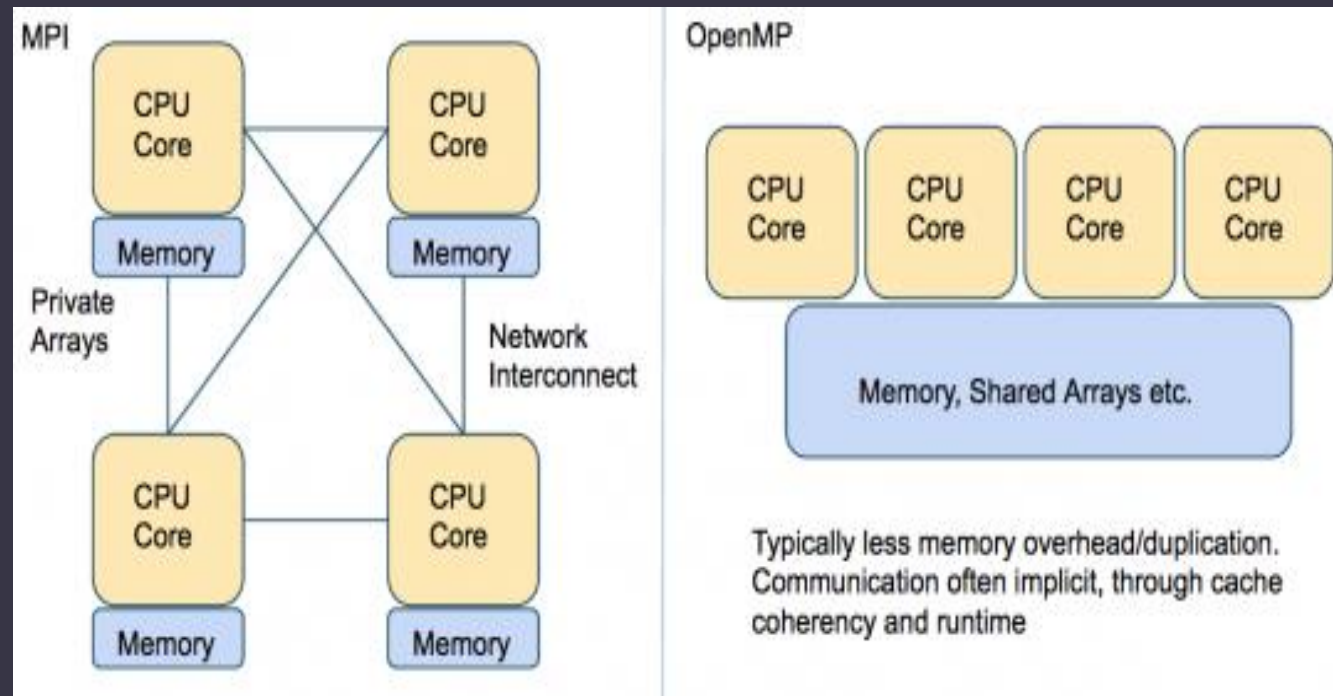 MPI
CPU
Core
CPU
Core
Memory
Memory
Private
Arrays
Network
Interconnect
CPU
Core
CPU
Core
Memory
Memory
OpenMP
CPU
Core
CPU
Core
CPU
Core
CPU
Core
Memory, Shared Arrays etc.
Typically less memory overhead/duplication.
Communication often implicit, through cache
coherency and runtime